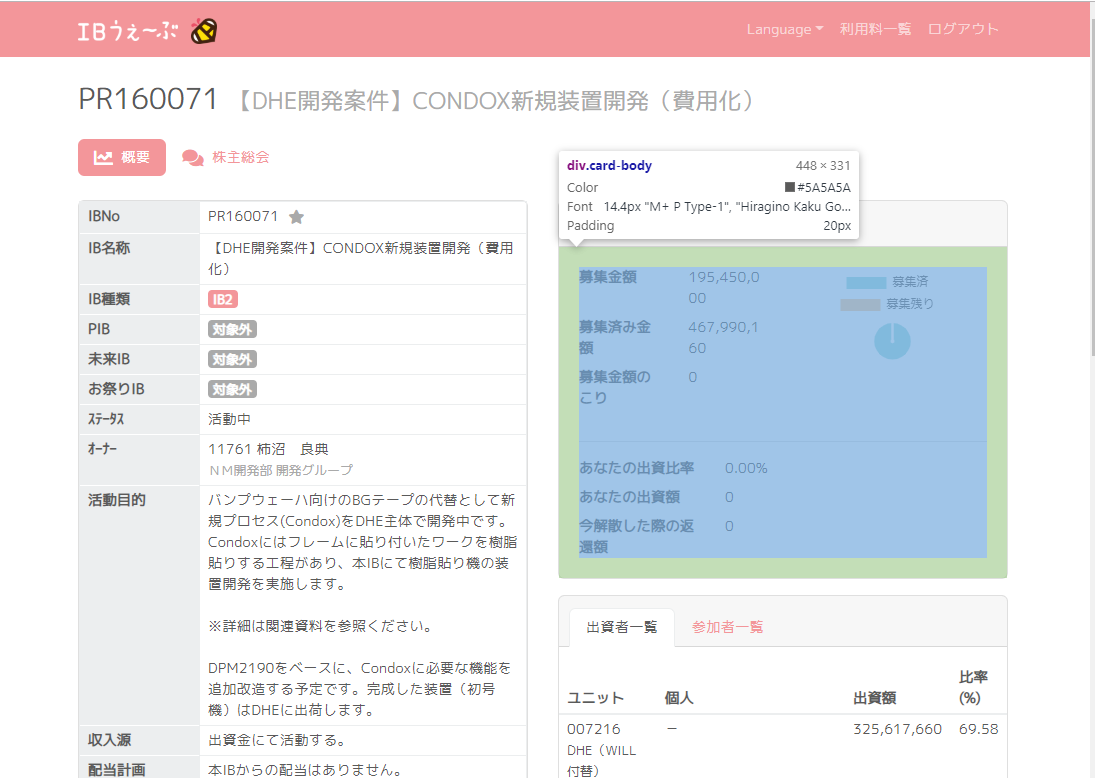 IBうぇ〜ぶ
Language
利用料一覧
ログアウト
PR160071 【DHE開発案件】CONDOX新規装置開発（費用化）
概要
株主総会
div.card-body 448 × 331
Color #5A5A5A
Font 14.4px "M+ P Type-1", "Hiragino Kaku Go...
Padding 20px
IBNo PR160071
IB名称 【DHE開発案件】CONDOX新規装置開発（費用
化）
IB種類 IB2
PIB 対象外
未来IB 対象外
お祭りIB 対象外
ｽﾃｰﾀｽ 活動中
ｵｰﾅｰ 11761 柿沼　良典
ＮＭ開発部 開発グループ
活動目的 バンプウェーハ向けのBGテープの代替として新
規プロセス(Condox)をDHE主体で開発中です。
Condoxにはフレームに貼り付いたワークを樹脂
貼りする工程があり、本IBにて樹脂貼り機の装
置開発を実施します。
※詳細は関連資料を参照ください。
DPM2190をベースに、Condoxに必要な機能を
追加改造する予定です。完成した装置（初号
機）はDHEに出荷します。
収入源 出資金にて活動する。
配当計画 本IBからの配当はありません。
募集金額 195,450,0
00
募集済み金 467,990,1
額 60
募集金額の 0
こり
募集済
募集残り
あなたの出資比率 0.00%
あなたの出資額 0
今解散した際の返 0
還額
出資者一覧
参加者一覧
ユニット 個人 出資額 比率
(%)
007216 − 325,617,660 69.58
DHE（WILL
付替）